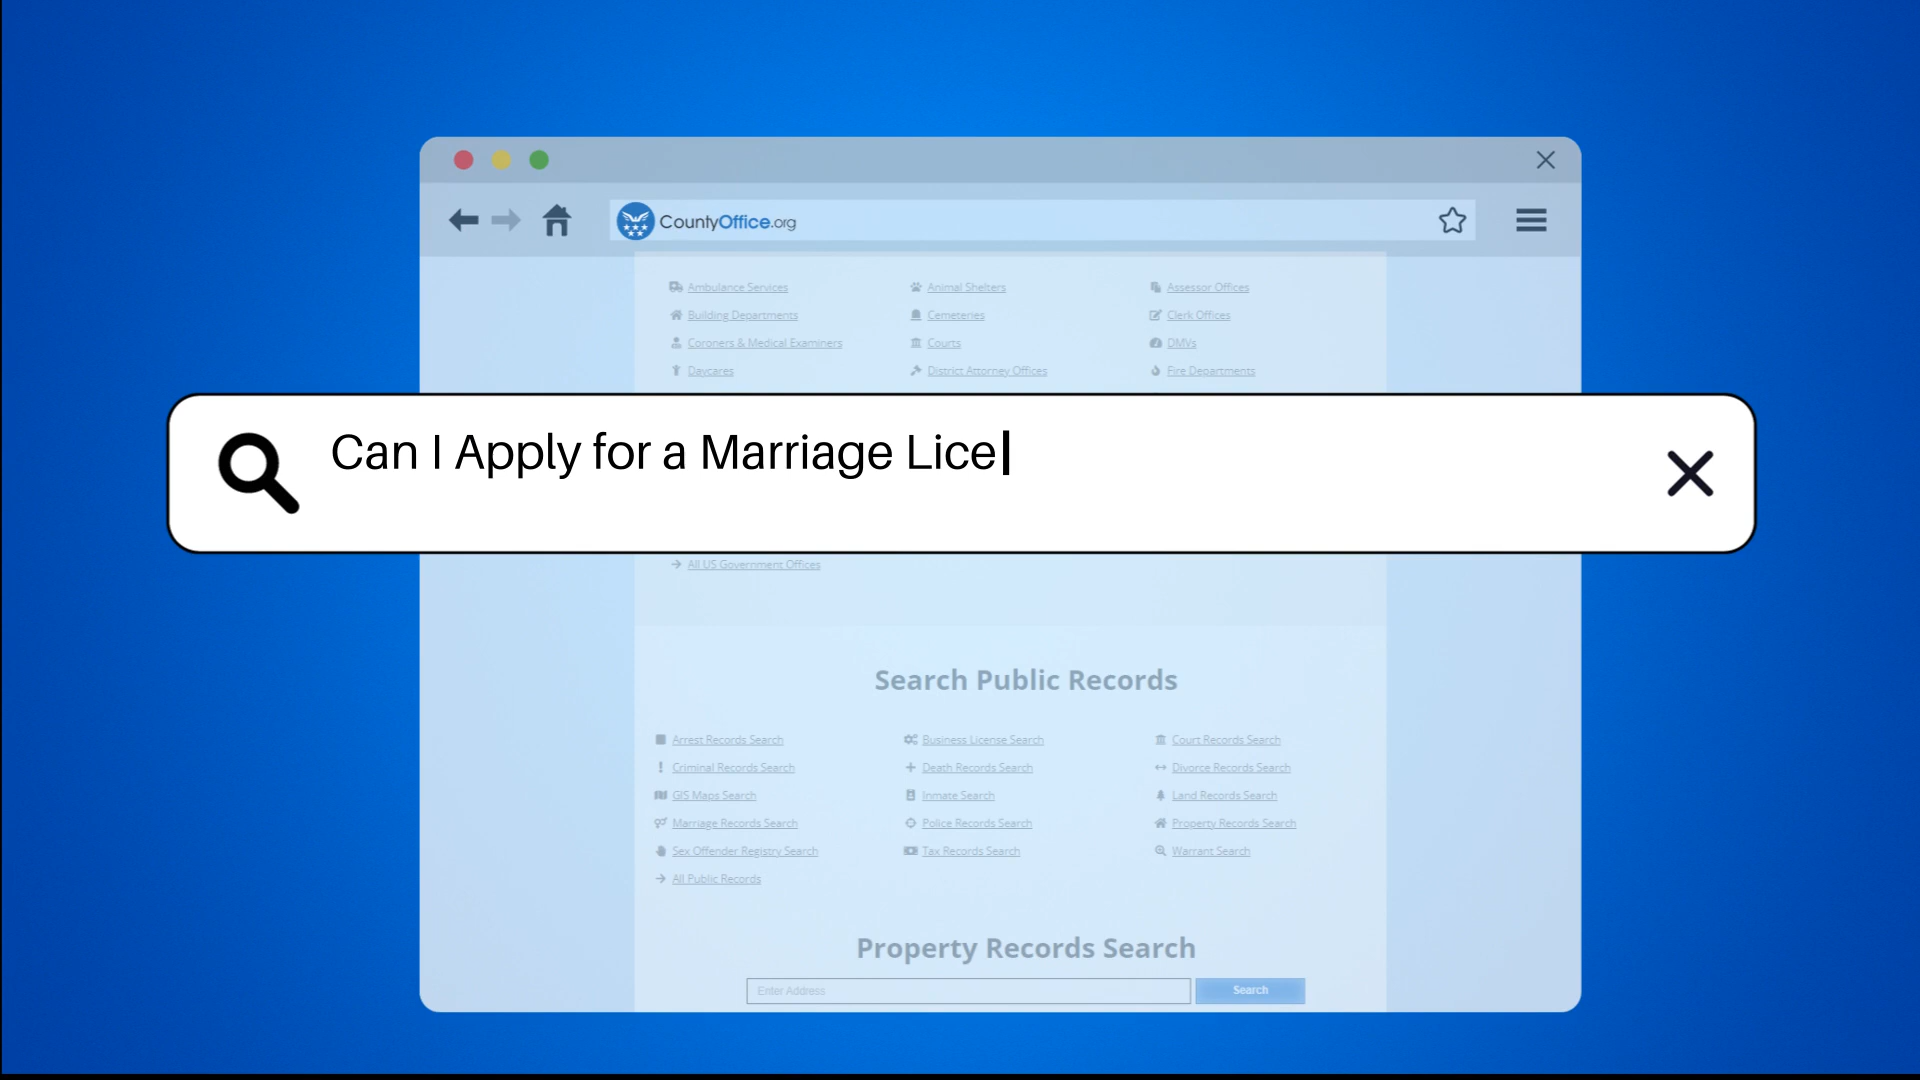 CountyOffice.org
Ambulance Services Animal Shelters Assessor Offices
Building Departments Cemeteries Clerk Offices
Coroners & Medical Examiners Courts DMVs
Daycares District Attorney Offices Fire Departments
Can I Apply for a Marriage Lice
All US Government Offices
Search Public Records
Arrest Records Search Business License Search Court Records Search
Criminal Records Search Death Records Search Divorce Records Search
GIS Maps Search Inmate Search Land Records Search
Marriage Records Search Police Records Search Property Records Search
Sex Offender Registry Search Tax Records Search Warrant Search
All Public Records
Property Records Search
Enter Address Search